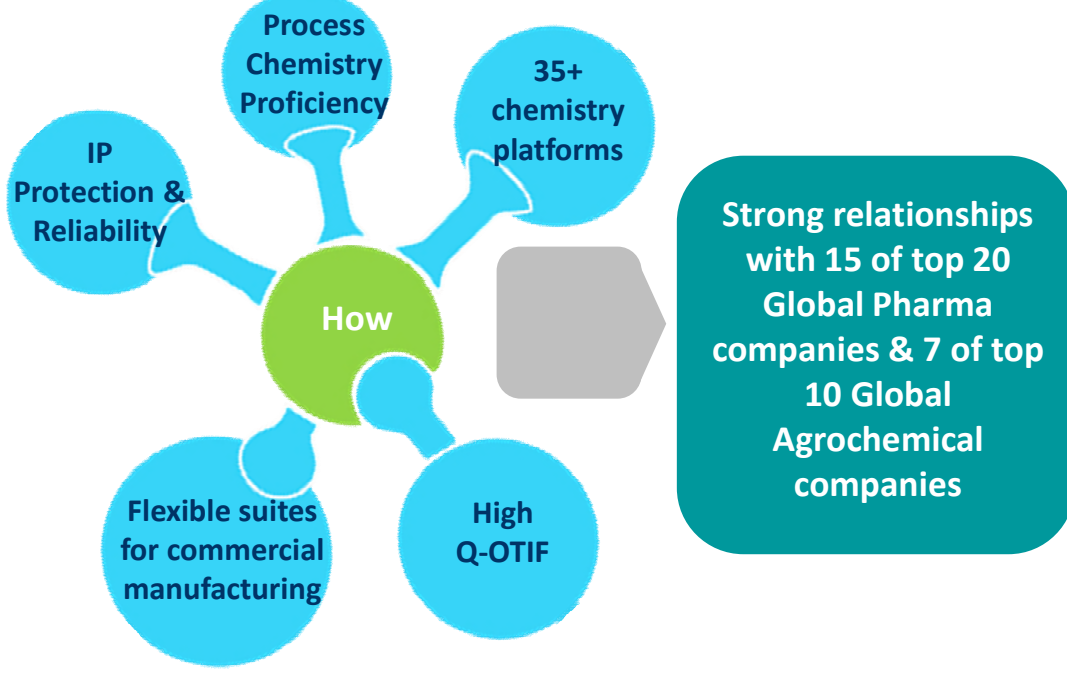 Process
Chemistry
Proficiency
35+
chemistry
platforms
IP
Protection &
Reliability
How
Flexible suites
for commercial
manufacturing
High
Q-OTIF
Strong relationships
with 15 of top 20
Global Pharma
companies & 7 of top
10 Global
Agrochemical
companies